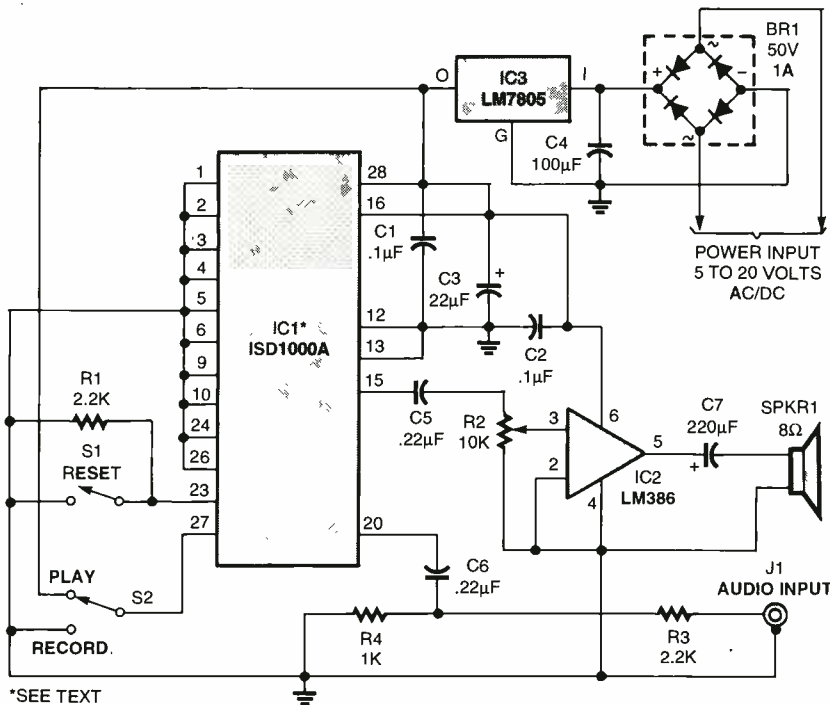 BR1
50V
1A
~
+
−
~
O
IC3
LM7805
I
G
C4
100µF
POWER INPUT
5 TO 20 VOLTS
AC/DC
1
2
3
4
5
6
9
10
24
26
23
27
IC1*
ISD1000A
28
16
12
13
15
20
C1
.1µF
C3
22µF
+
C2
.1µF
R1
2.2K
S1
RESET
PLAY
S2
RECORD.
C5
.22µF
R2
10K
3
2
6
5
4
IC2
LM386
C7
220µF
+
SPKR1
8Ω
C6
.22µF
R4
1K
R3
2.2K
J1
AUDIO INPUT
*SEE TEXT